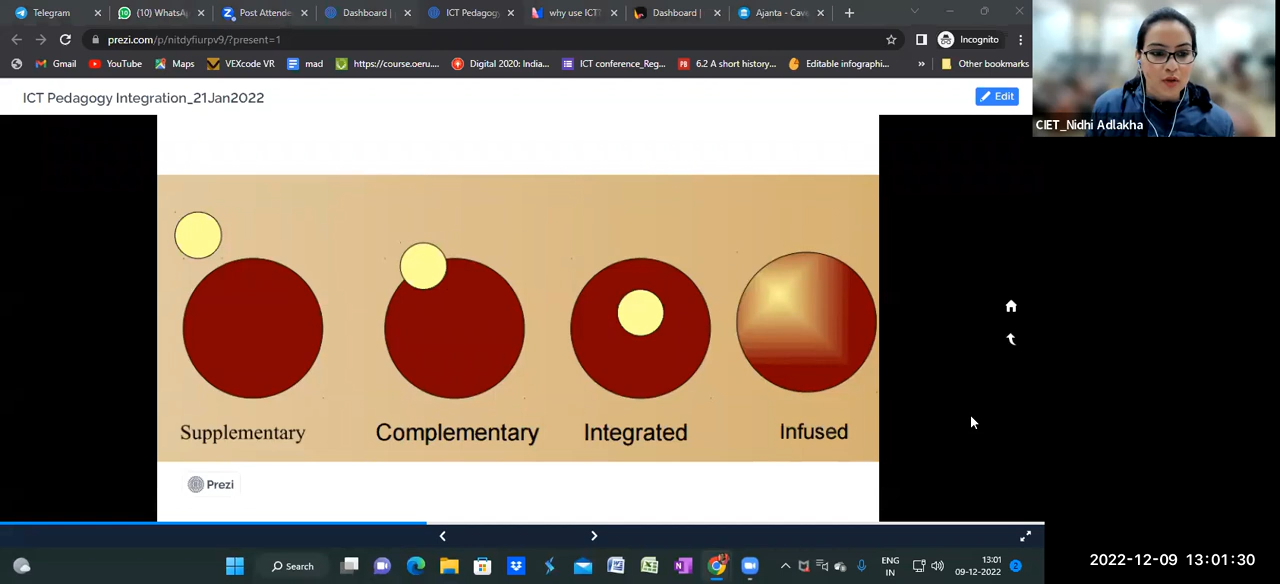 Telegram
(10) WhatsA
Post Attende
Dashboard |
ICT Pedagog
why use ICT?
Dashboard |
Ajanta - Cav
prezi.com/p/nitdyfiurpv9/?present=1
Incognito
Gmail
YouTube
Maps
VEXcode VR
mad
https://course.oeru....
Digital 2020: India...
ICT conference_Reg...
6.2 A short history...
Editable infographi...
»
Other bookmarks
ICT Pedagogy Integration_21Jan2022
Edit
CIET_Nidhi Adlakha
Supplementary
Complementary
Integrated
Infused
Prezi
Search
ENG
IN
13:01
09-12-2022
2
2022-12-09 13:01:30